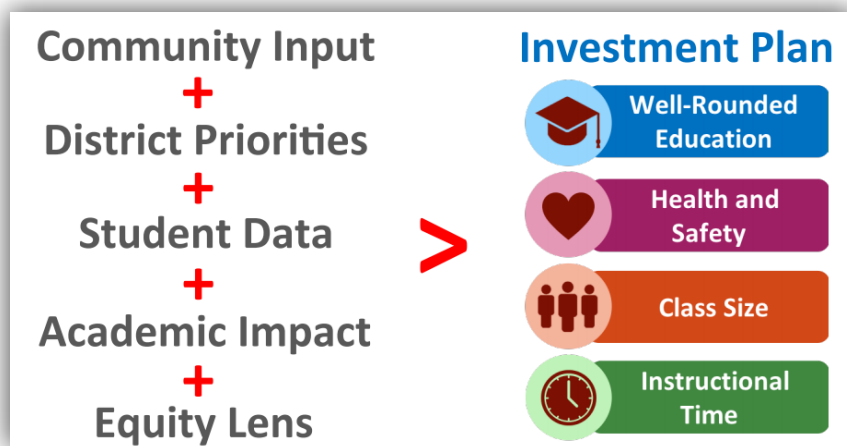 Community Input
+
District Priorities
+
Student Data
+
Academic Impact
+
Equity Lens
>
Investment Plan
Well-Rounded
Education
Health and
Safety
Class Size
Instructional
Time